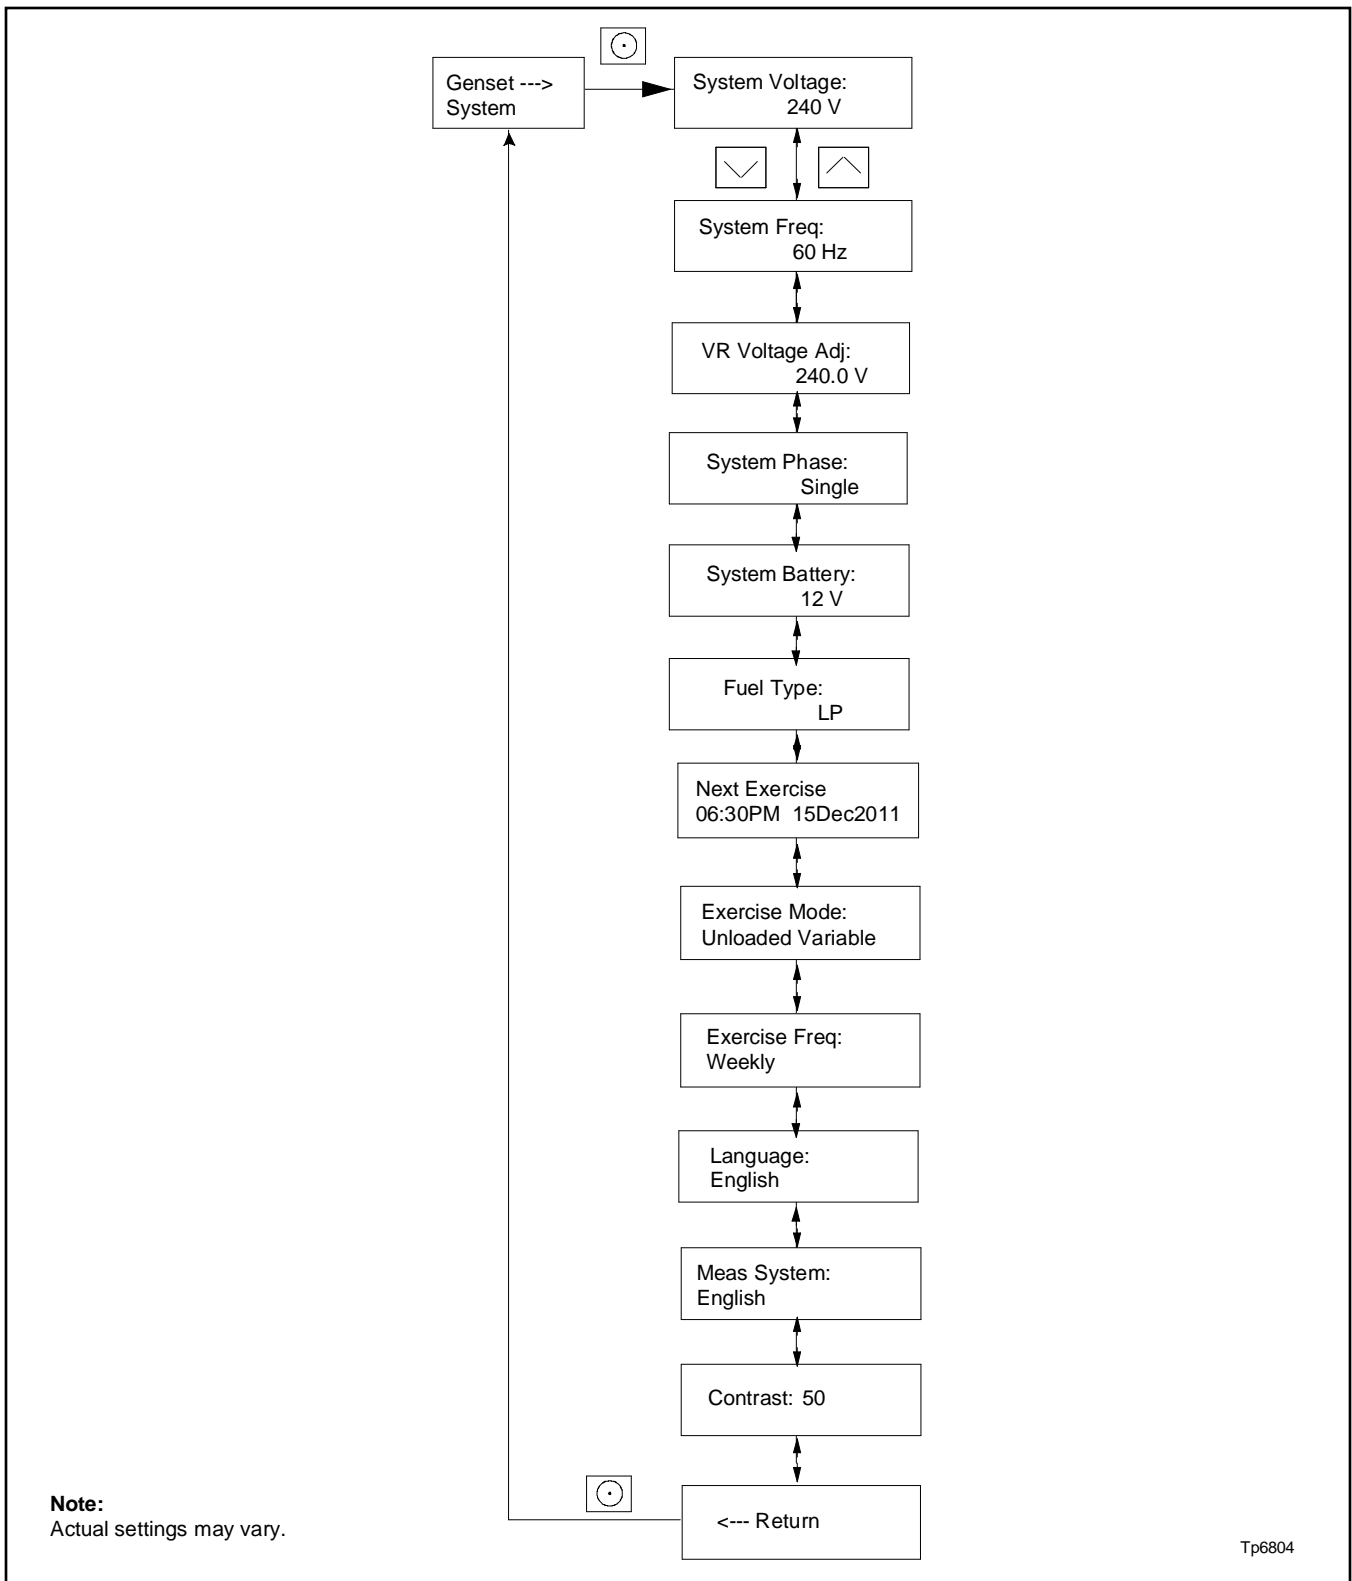 Genset --->
System
System Voltage:
240 V
System Freq:
60 Hz
VR Voltage Adj:
240.0 V
System Phase:
Single
System Battery:
12 V
Fuel Type:
LP
Next Exercise
06:30PM 15Dec2011
Exercise Mode:
Unloaded Variable
Exercise Freq:
Weekly
Language:
English
Meas System:
English
Contrast: 50
<--- Return
Note:
Actual settings may vary.
Tp6804